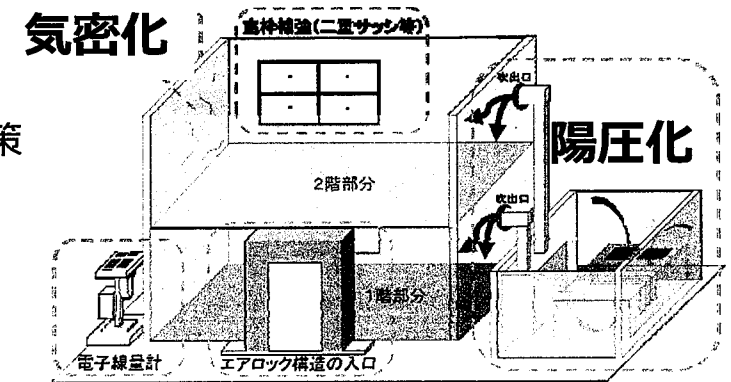 気密化
窓枠補強(二重サッシ等)
策
吹出口
陽圧化
2階部分
吹出口
1階部分
電子線量計
エアロック構造の入口